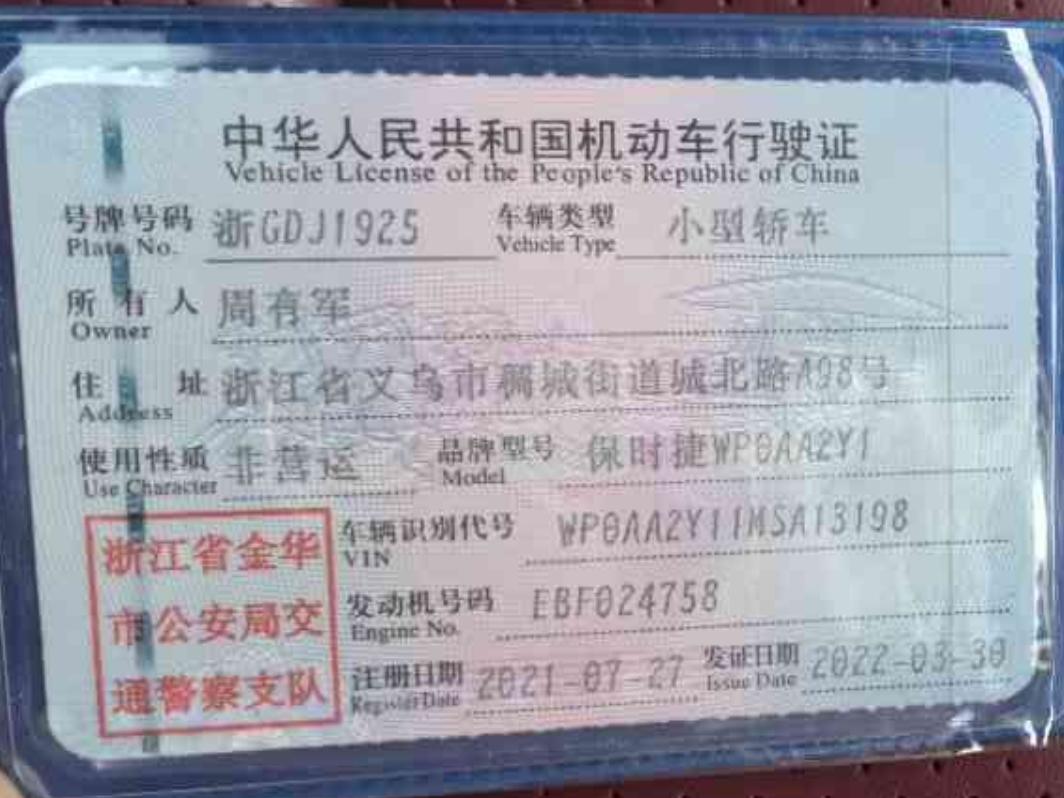 中华人民共和国机动车行驶证
Vehicle License of the People's Republic of China
号牌号码 浙GDJ1925 车辆类型 小型轿车
Plate No. Vehicle Type
所有人 周有军
Owner
住址 浙江省义乌市稠城街道城北路A98号
Address
使用性质 非营运 品牌型号 保时捷WP0AA2Y1
Use Character Model
浙江省金华
市公安局交
通警察支队
车辆识别代号 WP0AA2Y11MSA13198
VIN
发动机号码 EBF024758
Engine No.
注册日期 2021-07-27 发证日期 2022-03-30
Register Date Issue Date